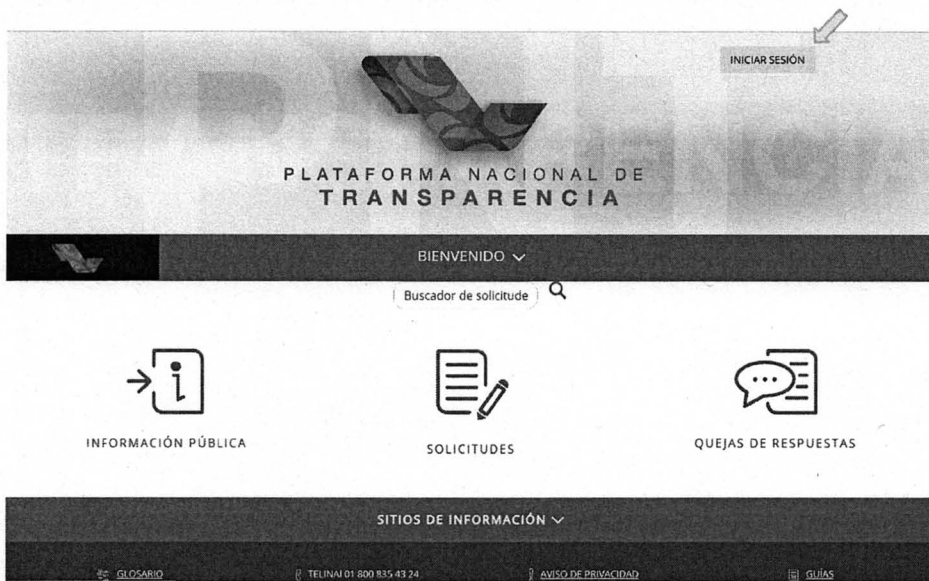 INICIAR SESIÓN
PLATAFORMA NACIONAL DE
TRANSPARENCIA
BIENVENIDO
Buscador de solicitude
INFORMACIÓN PÚBLICA
SOLICITUDES
QUEJAS DE RESPUESTAS
SITIOS DE INFORMACIÓN
GLOSARIO
TELINAI 01 800 835 43 24
AVISO DE PRIVACIDAD
GUÍAS